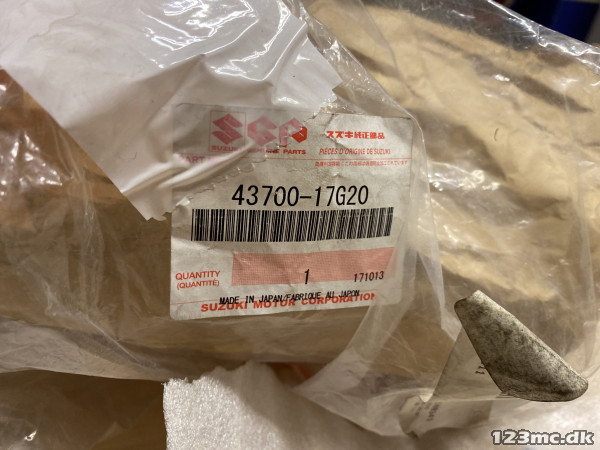 SGP スズキ純正部品
PARTS PIÈCES D'ORIGINE DE SUZUKI
43700-17G20
QUANTITY 1 171013
(QUANTITÉ)
MADE IN JAPAN/FABRIQUE AU JAPON
SUZUKI MOTOR CORPORATION
123mc.dk